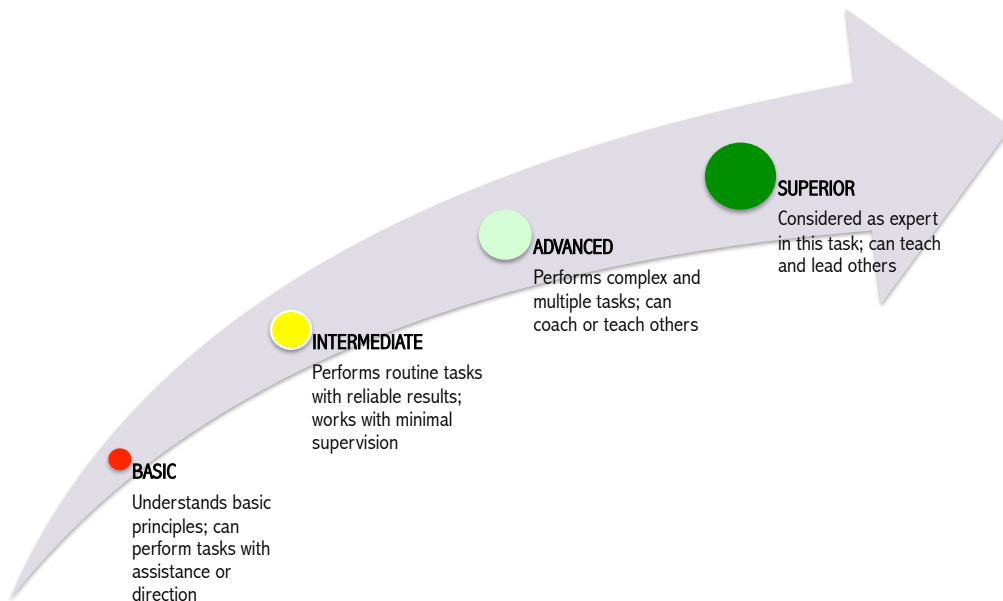 SUPERIOR
Considered as expert
in this task; can teach
and lead others
ADVANCED
Performs complex and
multiple tasks; can
coach or teach others
INTERMEDIATE
Performs routine tasks
with reliable results;
works with minimal
supervision
BASIC
Understands basic
principles; can
perform tasks with
assistance or
direction